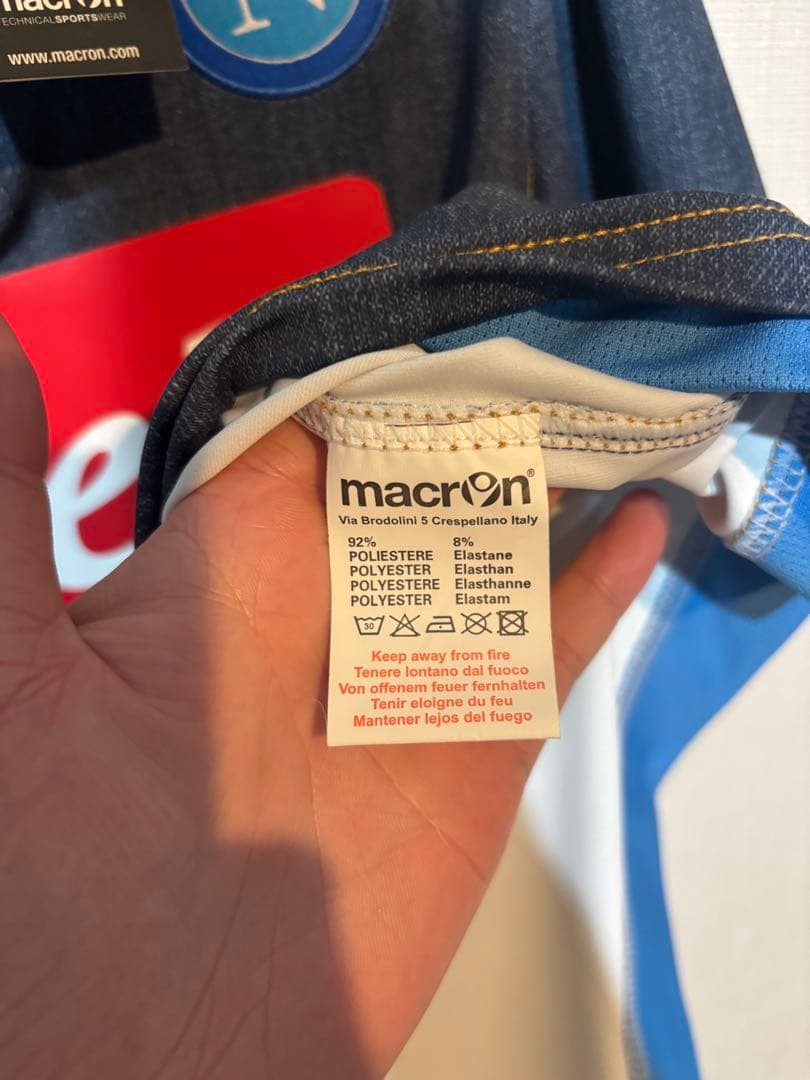 macron
TECHNICALSPORTSWEAR
www.macron.com
N
e
macron®
Via Brodolini 5 Crespellano Italy
92% 8%
POLIESTERE Elastane
POLYESTER Elasthan
POLYESTERE Elasthanne
POLYESTER Elastam
30
Keep away from fire
Tenere lontano dal fuoco
Von offenem feuer fernhalten
Tenir eloigne du feu
Mantener lejos del fuego